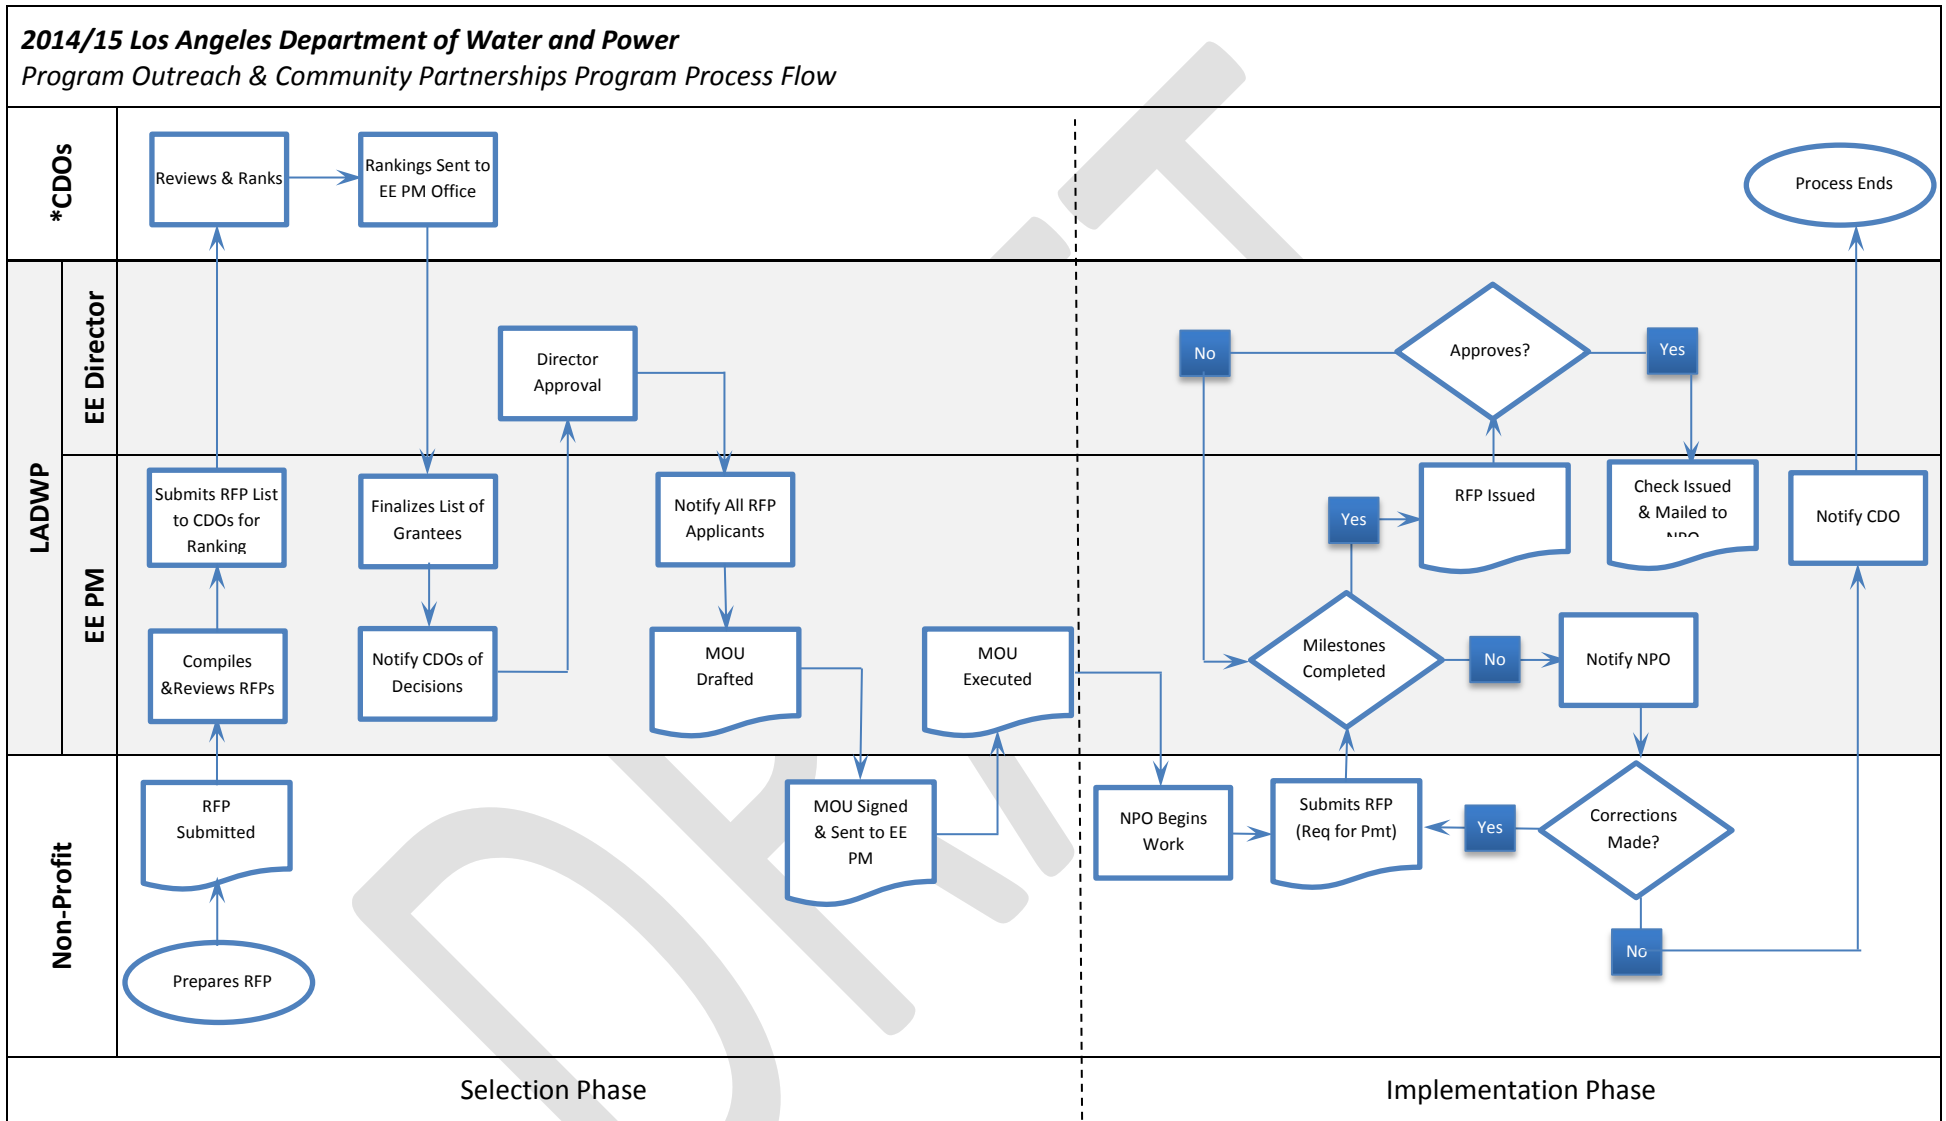 2014/15 Los Angeles Department of Water and Power
Program Outreach & Community Partnerships Program Process Flow
*CDOs
Reviews & Ranks
Rankings Sent to
EE PM Office
Process Ends
LADWP
EE Director
Director
Approval
No
Approves?
Yes
EE PM
Submits RFP List
to CDOs for
Ranking
Finalizes List of
Grantees
Notify All RFP
Applicants
Yes
RFP Issued
Check Issued
& Mailed to
NPO
Notify CDO
Compiles
&Reviews RFPs
Notify CDOs of
Decisions
MOU
Drafted
MOU
Executed
Milestones
Completed
No
Notify NPO
Non-Profit
RFP
Submitted
MOU Signed
& Sent to EE
PM
NPO Begins
Work
Submits RFP
(Req for Pmt)
Yes
Corrections
Made?
No
Prepares RFP
Selection Phase
Implementation Phase
DRAFT